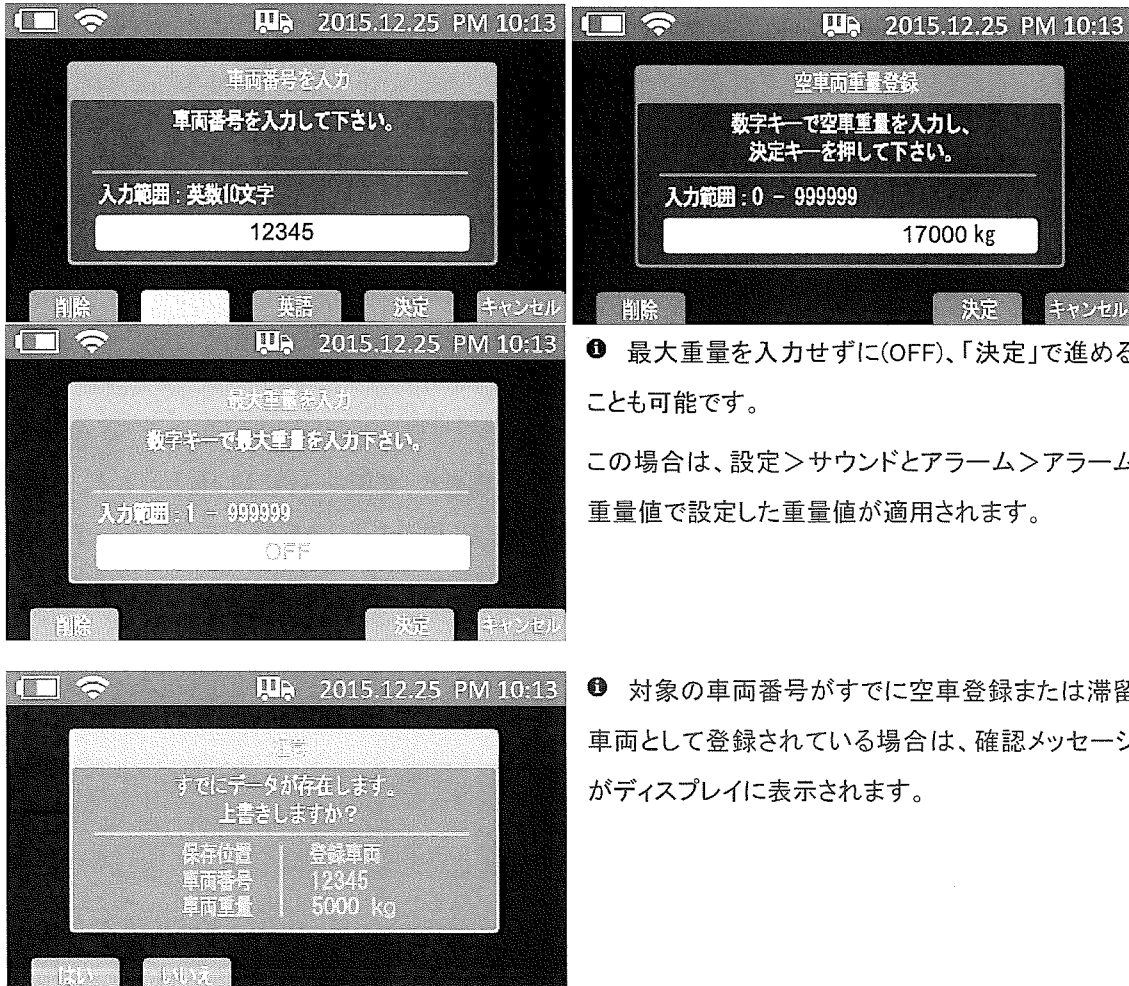 2015.12.25 PM 10:13
車両番号を入力
車両番号を入力して下さい。
入力範囲 : 英数10文字
12345
削除
英語
決定
キャンセル
2015.12.25 PM 10:13
空車両重量登録
数字キーで空車重量を入力し、
決定キーを押して下さい。
入力範囲 : 0 - 999999
17000 kg
削除
決定
キャンセル
2015.12.25 PM 10:13
最大重量を入力
数字キーで最大重量を入力下さい。
入力範囲 : 1 - 999999
OFF
削除
決定
キャンセル
❶ 最大重量を入力せずに(OFF)、「決定」で進める
ことも可能です。
この場合は、設定＞サウンドとアラーム＞アラーム
重量値で設定した重量値が適用されます。
2015.12.25 PM 10:13
すでにデータが存在します。
上書きしますか?
保存位置 登録車両
車両番号 12345
車両重量 5000 kg
はい
いいえ
❶ 対象の車両番号がすでに空車登録または滞留
車両として登録されている場合は、確認メッセージ
がディスプレイに表示されます。